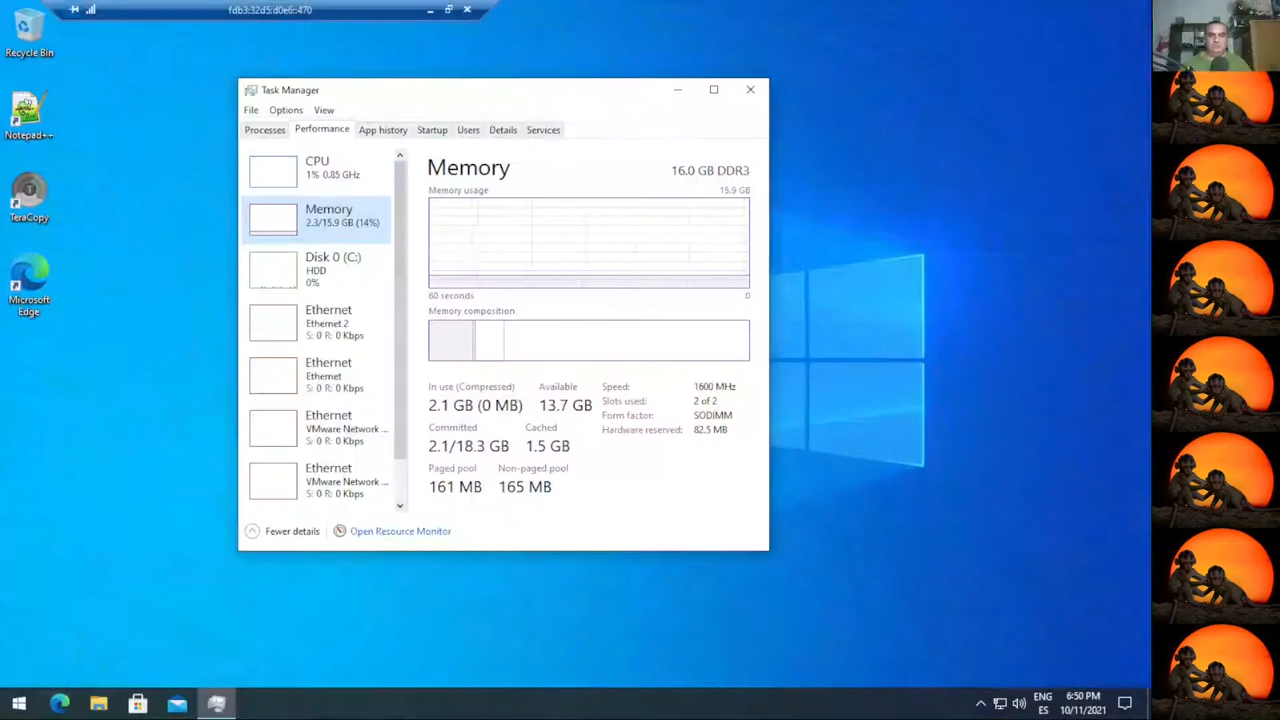 fdb3:32d5:d0e6::470
Recycle Bin
Notepad++
TeraCopy
Microsoft
Edge
Task Manager
File Options View
Processes Performance App history Startup Users Details Services
CPU
1% 0.85 GHz
Memory
2.3/15.9 GB (14%)
Disk 0 (C:)
HDD
0%
Ethernet
Ethernet 2
S: 0 R: 0 Kbps
Ethernet
Ethernet
S: 0 R: 0 Kbps
Ethernet
VMware Network ...
S: 0 R: 0 Kbps
Ethernet
VMware Network ...
S: 0 R: 0 Kbps
Memory 16.0 GB DDR3
Memory usage 15.9 GB
60 seconds 0
Memory composition
In use (Compressed) Available
2.1 GB (0 MB) 13.7 GB
Committed Cached
2.1/18.3 GB 1.5 GB
Paged pool Non-paged pool
161 MB 165 MB
Speed: 1600 MHz
Slots used: 2 of 2
Form factor: SODIMM
Hardware reserved: 82.5 MB
Fewer details Open Resource Monitor
ENG 6:50 PM
ES 10/11/2021